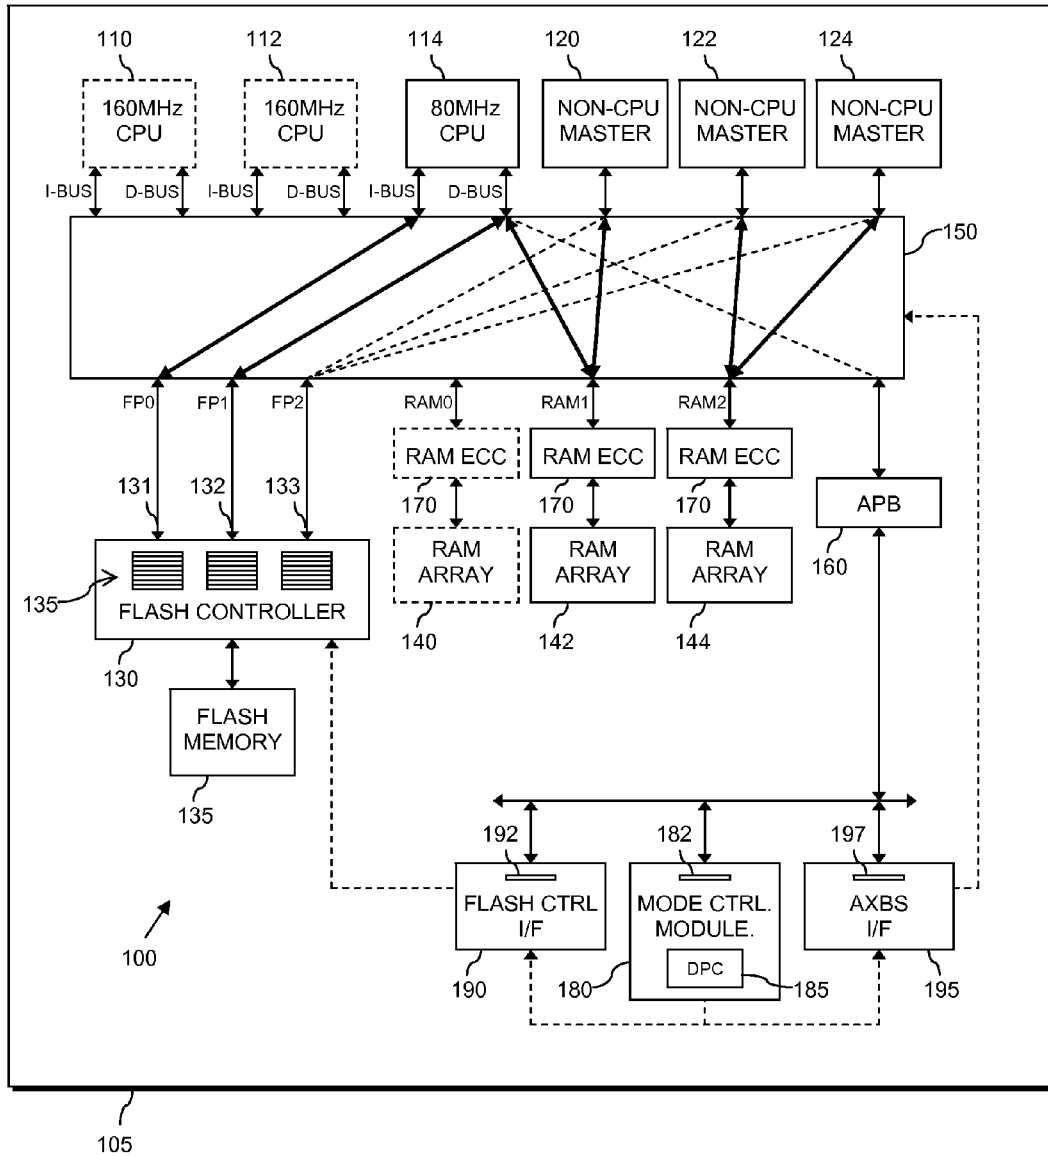 110
112
114
120
122
124
160MHz
CPU
160MHz
CPU
80MHz
CPU
NON-CPU
MASTER
NON-CPU
MASTER
NON-CPU
MASTER
I-BUS
D-BUS
I-BUS
D-BUS
I-BUS
D-BUS
150
FP0
FP1
FP2
RAM0
RAM1
RAM2
RAM ECC
RAM ECC
RAM ECC
131
132
133
170
170
170
APB
160
RAM
ARRAY
RAM
ARRAY
RAM
ARRAY
135
FLASH CONTROLLER
140
142
144
130
FLASH
MEMORY
135
192
182
197
FLASH CTRL
I/F
MODE CTRL.
MODULE.
AXBS
I/F
DPC
100
190
180
185
195
105